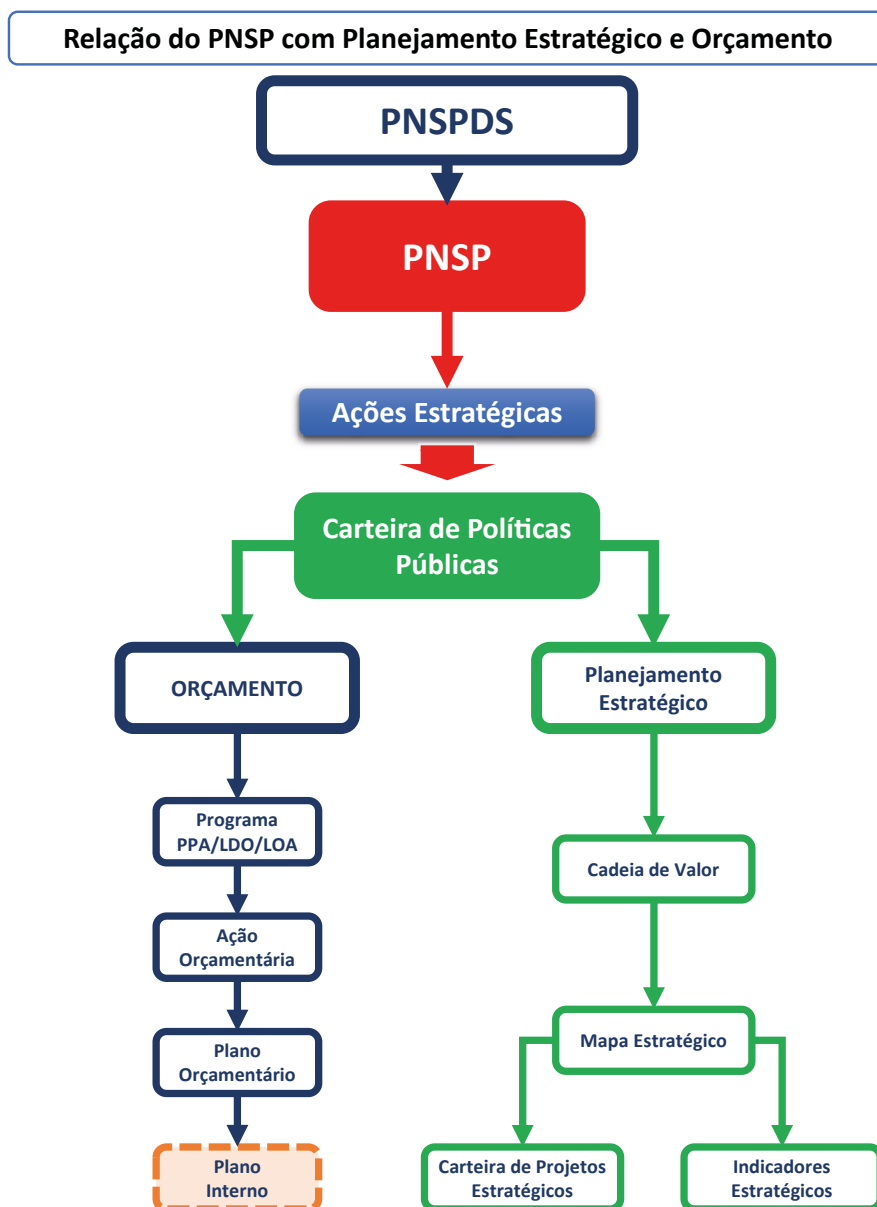 Relação do PNSP com Planejamento Estratégico e Orçamento
PNSPDS
PNSP
Ações Estratégicas
Carteira de Políticas
Públicas
ORÇAMENTO
Programa
PPA/LDO/LOA
Ação
Orçamentária
Plano
Orçamentário
Plano
Interno
Planejamento
Estratégico
Cadeia de Valor
Mapa Estratégico
Carteira de Projetos
Estratégicos
Indicadores
Estratégicos